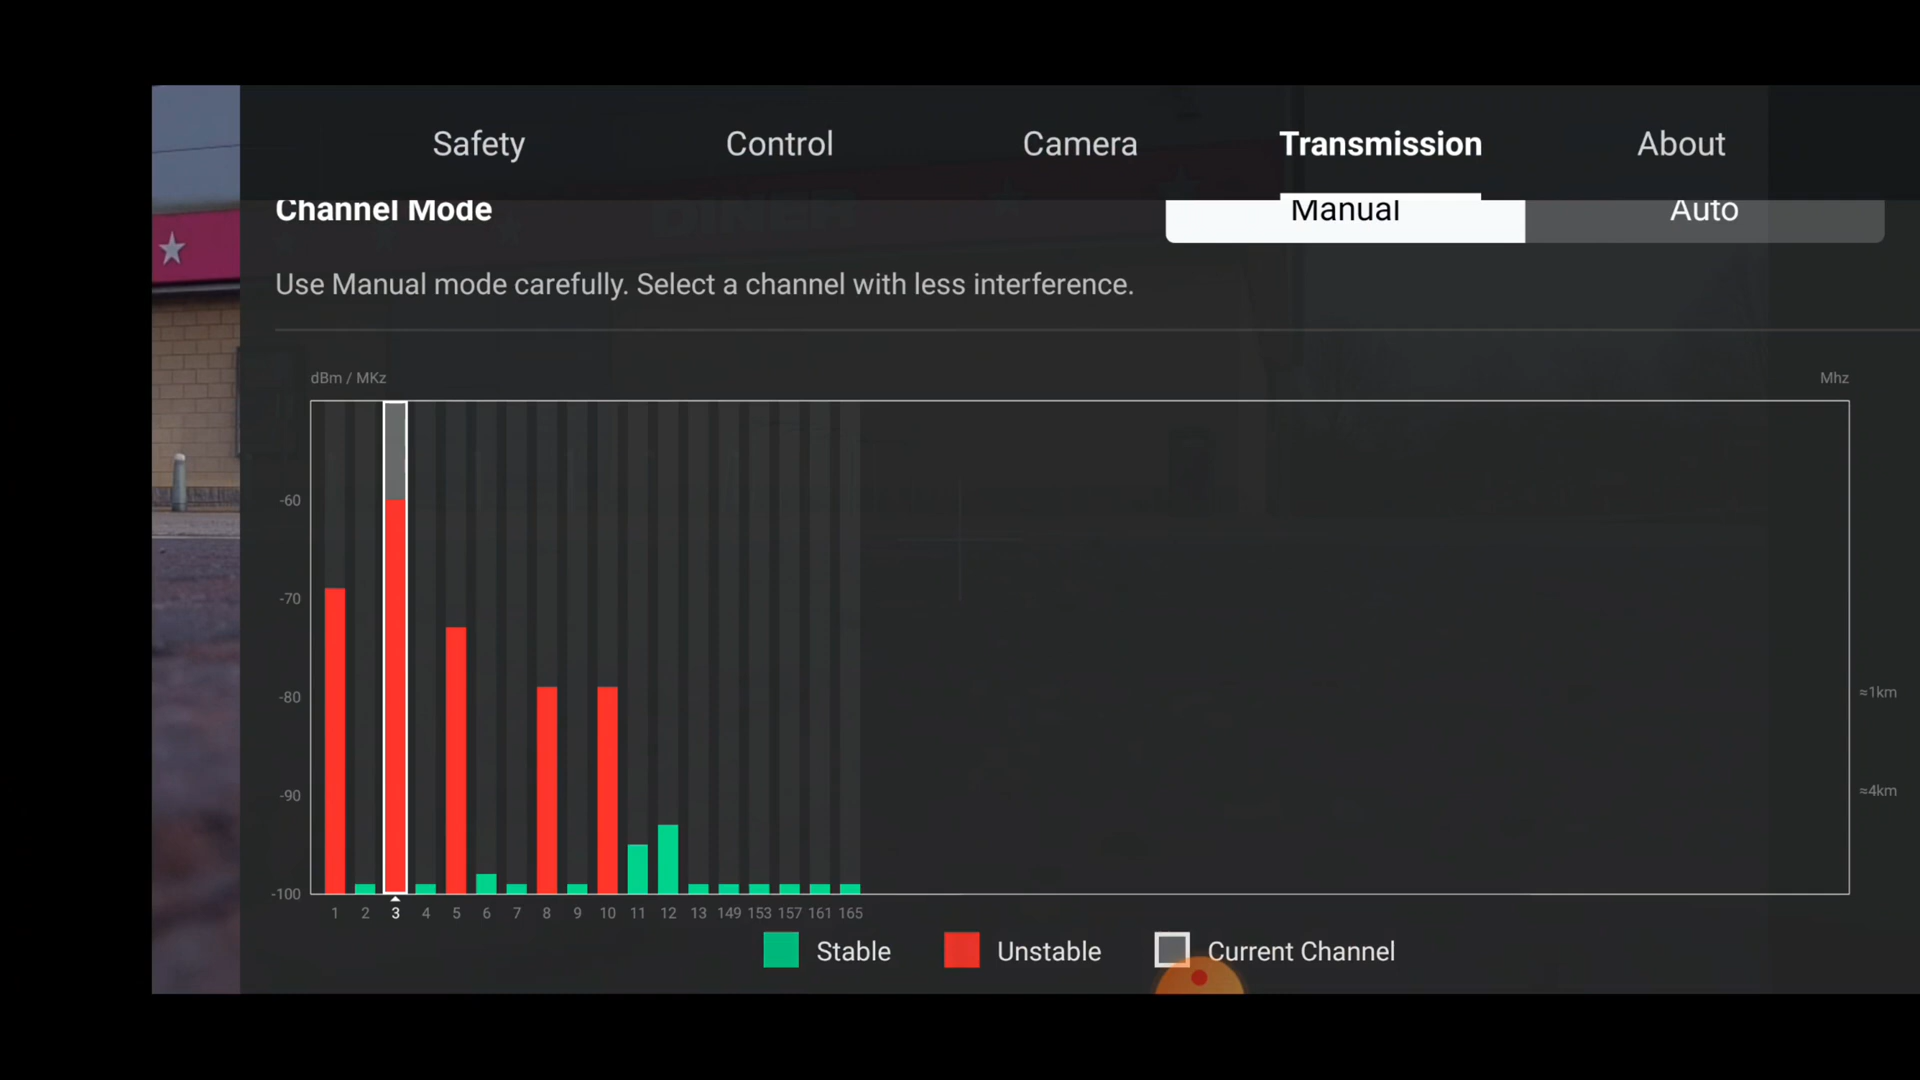 Safety Control Camera Transmission About
Channel Mode Manual Auto
Use Manual mode carefully. Select a channel with less interference.
dBm / MKz Mhz
-60
-70
-80 ≈1km
-90 ≈4km
-100
1 2 3 4 5 6 7 8 9 10 11 12 13 149 153 157 161 165
Stable Unstable Current Channel